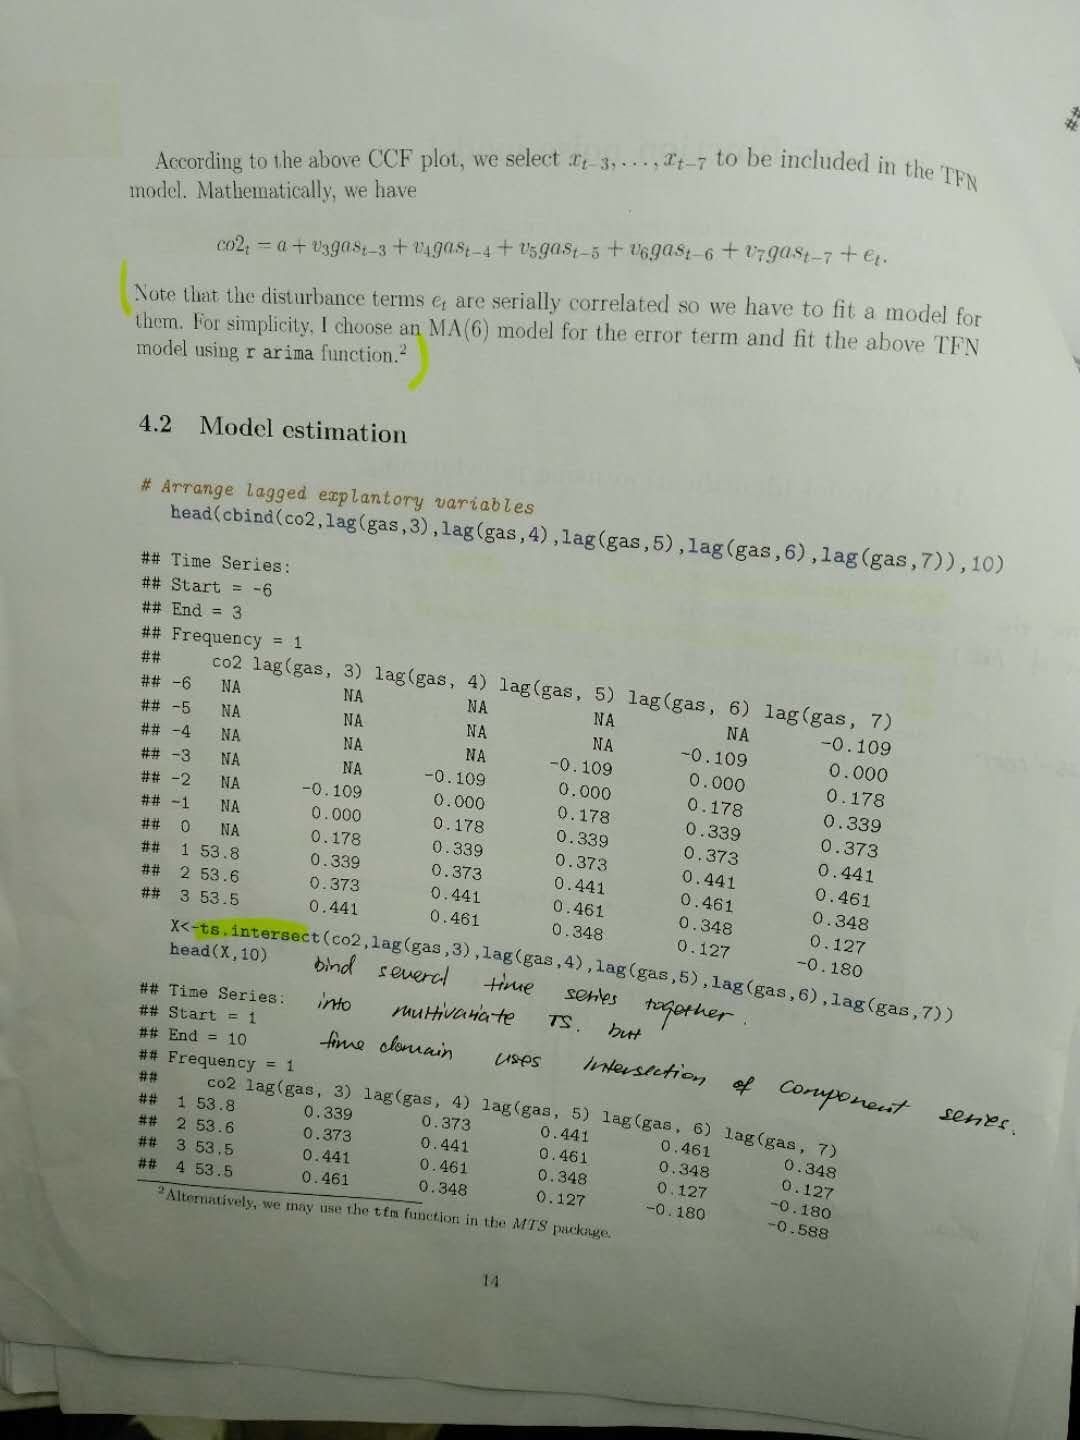 According to the above CCF plot, we select xₜ₋₃, . . . , xₜ₋₇ to be included in the TFN
model. Mathematically, we have
co2ₜ = a + v₃gasₜ₋₃ + v₄gasₜ₋₄ + v₅gasₜ₋₅ + v₆gasₜ₋₆ + v₇gasₜ₋₇ + eₜ.
Note that the disturbance terms eₜ are serially correlated so we have to fit a model for
them. For simplicity, I choose an MA(6) model for the error term and fit the above TFN
model using r arima function.²
4.2 Model estimation
# Arrange lagged explantory variables
head(cbind(co2,lag(gas,3),lag(gas,4),lag(gas,5),lag(gas,6),lag(gas,7)),10)
## Time Series:
## Start = -6
## End = 3
## Frequency = 1
## co2 lag(gas, 3) lag(gas, 4) lag(gas, 5) lag(gas, 6) lag(gas, 7)
## -6 NA NA NA NA NA -0.109
## -5 NA NA NA NA -0.109 0.000
## -4 NA NA NA -0.109 0.000 0.178
## -3 NA NA -0.109 0.000 0.178 0.339
## -2 NA -0.109 0.000 0.178 0.339 0.373
## -1 NA 0.000 0.178 0.339 0.373 0.441
## 0 NA 0.178 0.339 0.373 0.441 0.461
## 1 53.8 0.339 0.373 0.441 0.461 0.348
## 2 53.6 0.373 0.441 0.461 0.348 0.127
## 3 53.5 0.441 0.461 0.348 0.127 -0.180
X<-ts.intersect(co2,lag(gas,3),lag(gas,4),lag(gas,5),lag(gas,6),lag(gas,7))
head(X,10)
bind several time series together.
into multivariate TS. but
time domain uses intersection of component series.
## Time Series:
## Start = 1
## End = 10
## Frequency = 1
## co2 lag(gas, 3) lag(gas, 4) lag(gas, 5) lag(gas, 6) lag(gas, 7)
## 1 53.8 0.339 0.373 0.441 0.461 0.348
## 2 53.6 0.373 0.441 0.461 0.348 0.127
## 3 53.5 0.441 0.461 0.348 0.127 -0.180
## 4 53.5 0.461 0.348 0.127 -0.180 -0.588
²Alternatively, we may use the tfm function in the MTS package.
14
##